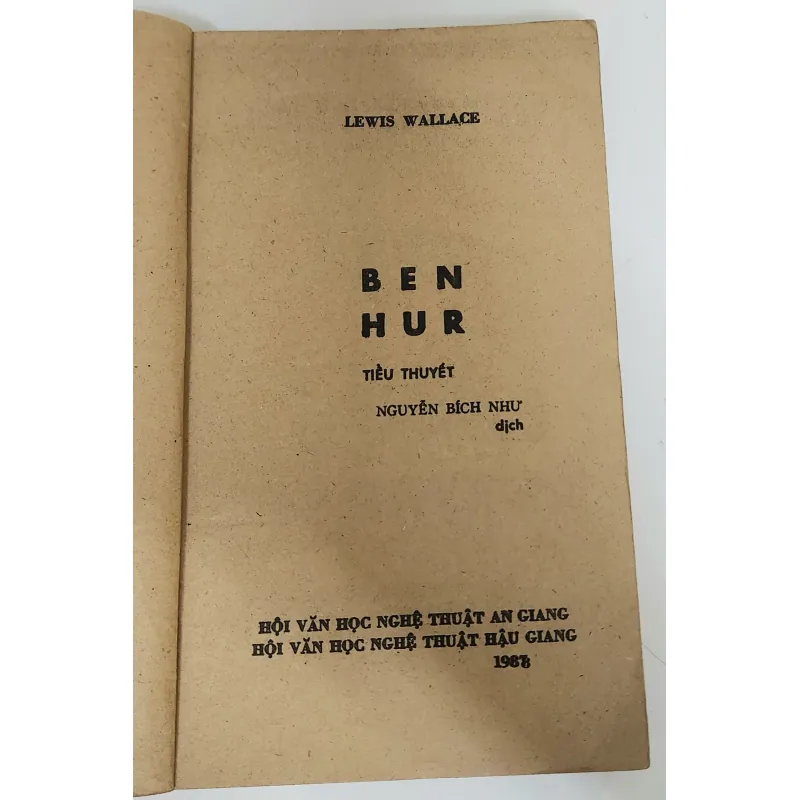 LEWIS WALLACE
BEN
HUR
TIỂU THUYẾT
NGUYỄN BÍCH NHƯ
dịch
HỘI VĂN HỌC NGHỆ THUẬT AN GIANG
HỘI VĂN HỌC NGHỆ THUẬT HẬU GIANG